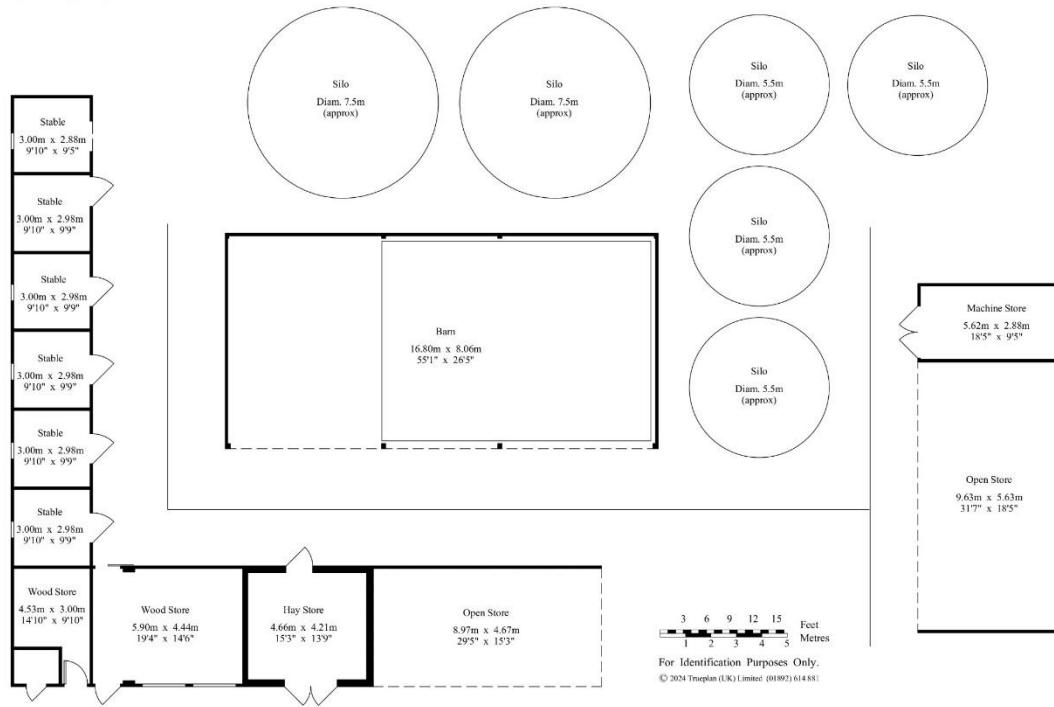 Silo
Diam. 7.5m
(approx)
Silo
Diam. 7.5m
(approx)
Silo
Diam. 5.5m
(approx)
Silo
Diam. 5.5m
(approx)
Stable
3.00m x 2.88m
9'10" x 9'5"
Stable
3.00m x 2.98m
9'10" x 9'9"
Silo
Diam. 5.5m
(approx)
Stable
3.00m x 2.98m
9'10" x 9'9"
Machine Store
5.62m x 2.88m
18'5" x 9'5"
Barn
16.80m x 8.06m
55'1" x 26'5"
Stable
3.00m x 2.98m
9'10" x 9'9"
Silo
Diam. 5.5m
(approx)
Stable
3.00m x 2.98m
9'10" x 9'9"
Open Store
9.63m x 5.63m
31'7" x 18'5"
Stable
3.00m x 2.98m
9'10" x 9'9"
Wood Store
4.53m x 3.00m
14'10" x 9'10"
Wood Store
5.90m x 4.44m
19'4" x 14'6"
Hay Store
4.66m x 4.21m
15'3" x 13'9"
Open Store
8.97m x 4.67m
29'5" x 15'3"
3 6 9 12 15 Feet
1 2 3 4 5 Metres
For Identification Purposes Only.
© 2024 Trueplan (UK) Limited (01892) 614 881